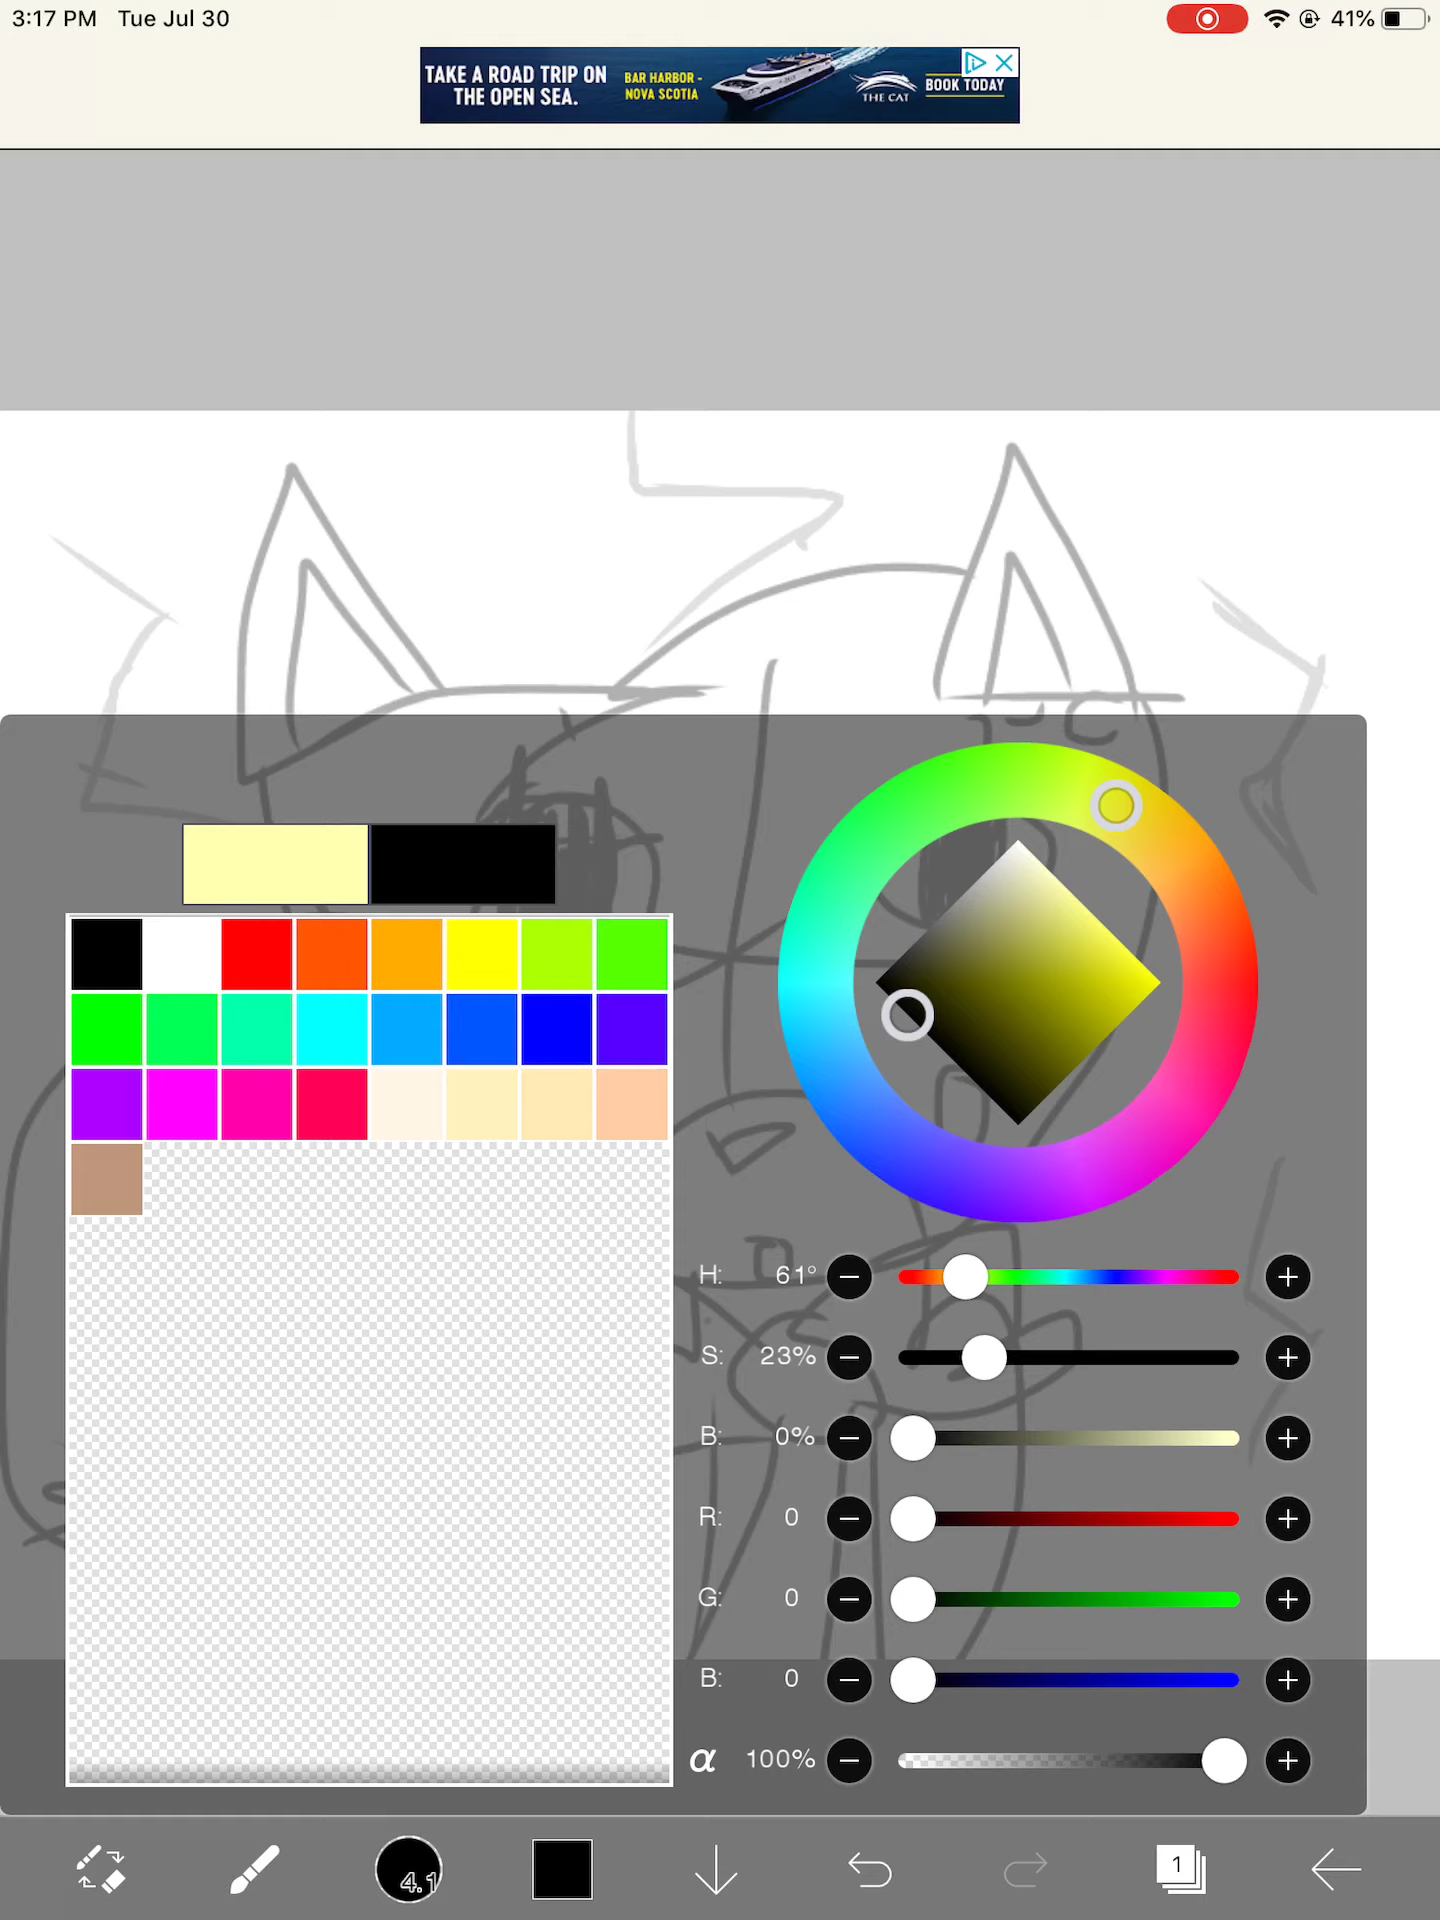 3:17 PM Tue Jul 30
41%
TAKE A ROAD TRIP ON
THE OPEN SEA.
BAR HARBOR -
NOVA SCOTIA
THE CAT
BOOK TODAY
H: 61°
S: 23%
B: 0%
R: 0
G: 0
B: 0
α 100%
4.1
1